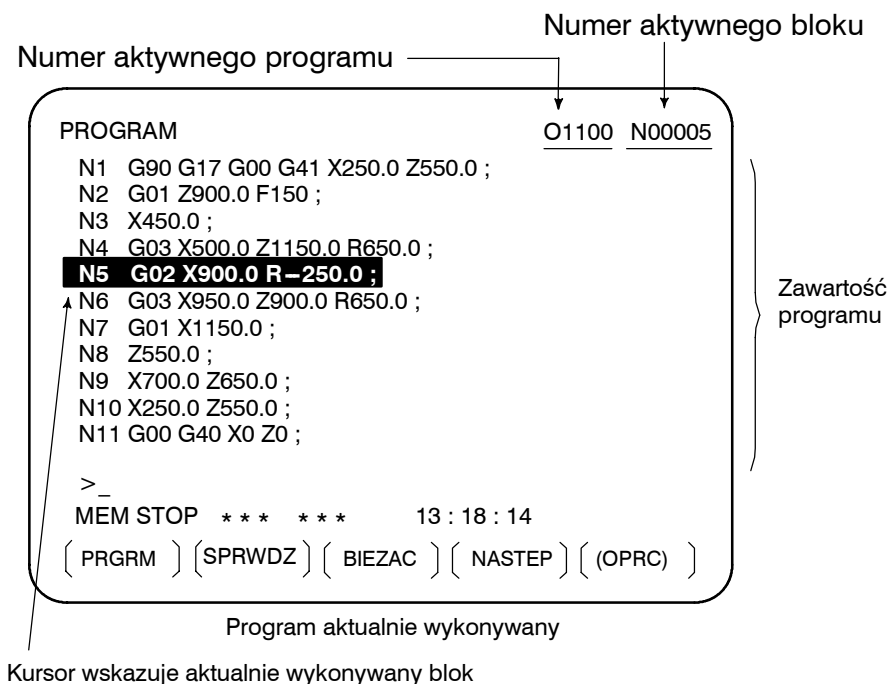 Numer aktywnego bloku
Numer aktywnego programu
PROGRAM O1100 N00005
N1 G90 G17 G00 G41 X250.0 Z550.0 ;
N2 G01 Z900.0 F150 ;
N3 X450.0 ;
N4 G03 X500.0 Z1150.0 R650.0 ;
N5 G02 X900.0 R–250.0 ;
N6 G03 X950.0 Z900.0 R650.0 ;
N7 G01 X1150.0 ;
N8 Z550.0 ;
N9 X700.0 Z650.0 ;
N10 X250.0 Z550.0 ;
N11 G00 G40 X0 Z0 ;
Zawartość
programu
>_
MEM STOP * * * * * * 13 : 18 : 14
PRGRM SPRWDZ BIEZAC NASTEP (OPRC)
Program aktualnie wykonywany
Kursor wskazuje aktualnie wykonywany blok